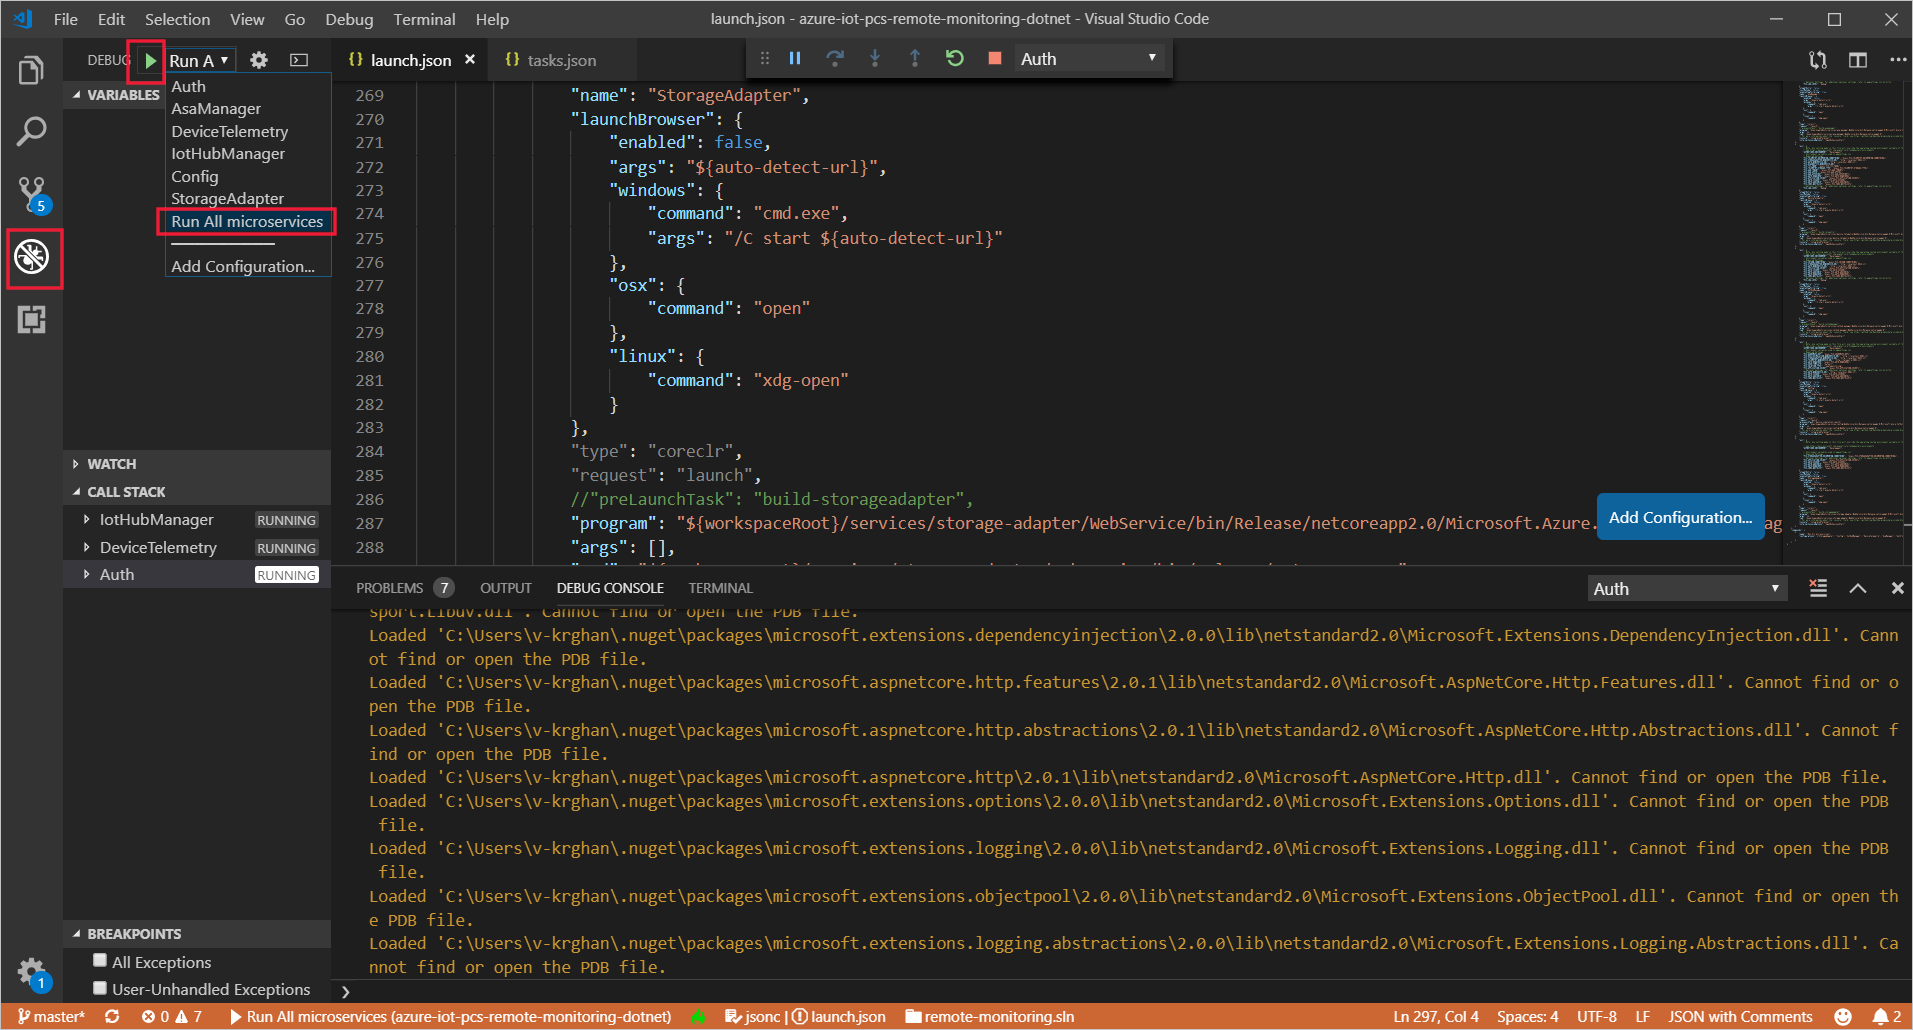 File Edit Selection View Go Debug Terminal Help
launch.json - azure-iot-pcs-remote-monitoring-dotnet - Visual Studio Code
DEBUG Run A
Auth
AsaManager
DeviceTelemetry
IotHubManager
Config
StorageAdapter
Run All microservices
Add Configuration...
VARIABLES
WATCH
CALL STACK
IotHubManager RUNNING
DeviceTelemetry RUNNING
Auth RUNNING
BREAKPOINTS
All Exceptions
User-Unhandled Exceptions
5
1
{} launch.json {} tasks.json
Auth
269 "name": "StorageAdapter",
270 "launchBrowser": {
271 "enabled": false,
272 "args": "${auto-detect-url}",
273 "windows": {
274 "command": "cmd.exe",
275 "args": "/C start ${auto-detect-url}"
276 },
277 "osx": {
278 "command": "open"
279 },
280 "linux": {
281 "command": "xdg-open"
282 }
283 },
284 "type": "coreclr",
285 "request": "launch",
286 //"preLaunchTask": "build-storageadapter",
287 "program": "${workspaceRoot}/services/storage-adapter/WebService/bin/Release/netcoreapp2.0/Microsoft.Azure.
288 "args": [],
Add Configuration...
PROBLEMS 7 OUTPUT DEBUG CONSOLE TERMINAL
Auth
sport.Libuv.dll'. Cannot find or open the PDB file.
Loaded 'C:\Users\v-krghan\.nuget\packages\microsoft.extensions.dependencyinjection\2.0.0\lib\netstandard2.0\Microsoft.Extensions.DependencyInjection.dll'. Cann
ot find or open the PDB file.
Loaded 'C:\Users\v-krghan\.nuget\packages\microsoft.aspnetcore.http.features\2.0.1\lib\netstandard2.0\Microsoft.AspNetCore.Http.Features.dll'. Cannot find or o
pen the PDB file.
Loaded 'C:\Users\v-krghan\.nuget\packages\microsoft.aspnetcore.http.abstractions\2.0.1\lib\netstandard2.0\Microsoft.AspNetCore.Http.Abstractions.dll'. Cannot f
ind or open the PDB file.
Loaded 'C:\Users\v-krghan\.nuget\packages\microsoft.aspnetcore.http\2.0.1\lib\netstandard2.0\Microsoft.AspNetCore.Http.dll'. Cannot find or open the PDB file.
Loaded 'C:\Users\v-krghan\.nuget\packages\microsoft.extensions.options\2.0.0\lib\netstandard2.0\Microsoft.Extensions.Options.dll'. Cannot find or open the PDB
file.
Loaded 'C:\Users\v-krghan\.nuget\packages\microsoft.extensions.logging\2.0.0\lib\netstandard2.0\Microsoft.Extensions.Logging.dll'. Cannot find or open the PDB
file.
Loaded 'C:\Users\v-krghan\.nuget\packages\microsoft.extensions.objectpool\2.0.0\lib\netstandard2.0\Microsoft.Extensions.ObjectPool.dll'. Cannot find or open th
e PDB file.
Loaded 'C:\Users\v-krghan\.nuget\packages\microsoft.extensions.logging.abstractions\2.0.0\lib\netstandard2.0\Microsoft.Extensions.Logging.Abstractions.dll'. Ca
nnot find or open the PDB file.
master* 0 7 Run All microservices (azure-iot-pcs-remote-monitoring-dotnet) jsonc | launch.json remote-monitoring.sln Ln 297, Col 4 Spaces: 4 UTF-8 LF JSON with Comments 2